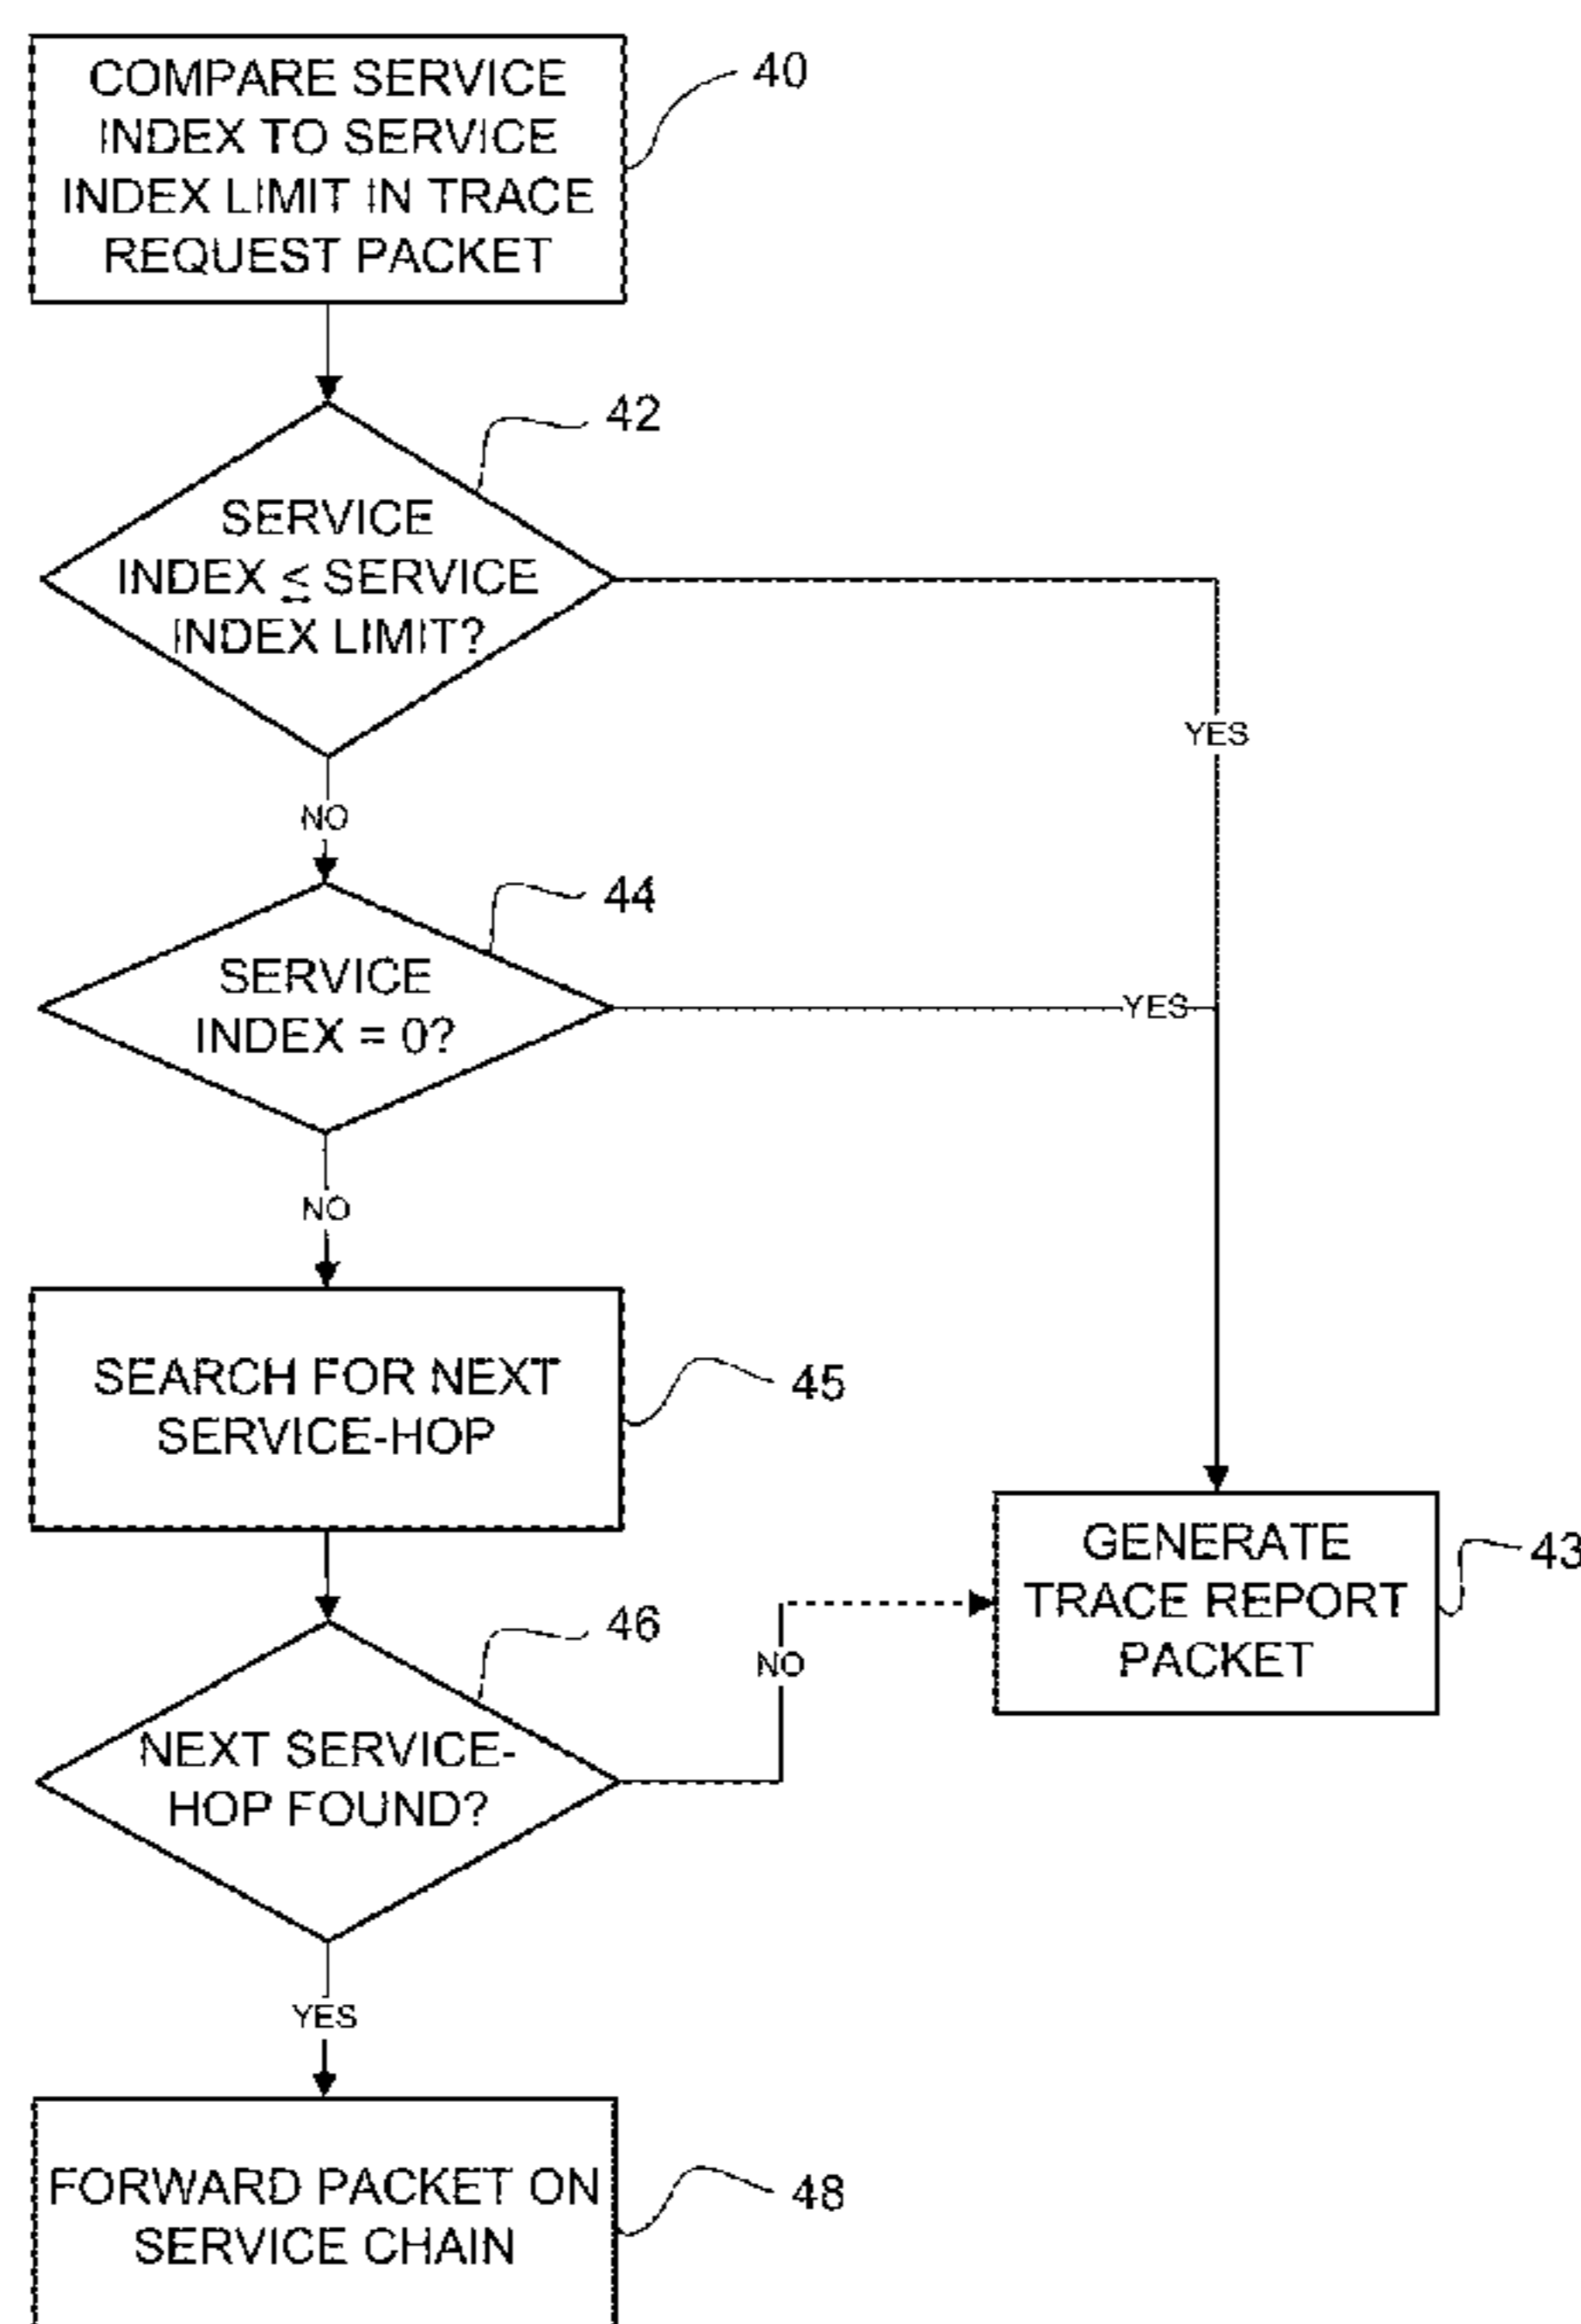 COMPARE SERVICE
INDEX TO SERVICE
INDEX LIMIT IN TRACE
REQUEST PACKET
40
42
SERVICE
INDEX ≤ SERVICE
INDEX LIMIT?
YES
NO
44
SERVICE
INDEX = 0?
YES
NO
SEARCH FOR NEXT
SERVICE-HOP
45
GENERATE
TRACE REPORT
PACKET
43
46
NO
NEXT SERVICE-
HOP FOUND?
YES
FORWARD PACKET ON
SERVICE CHAIN
48